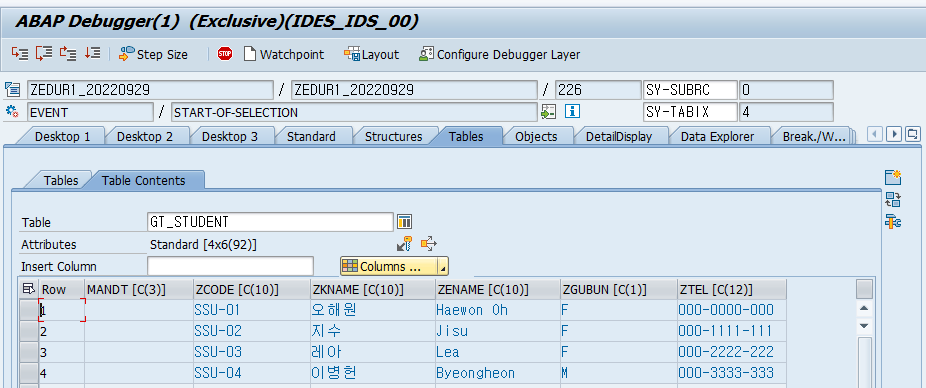 ABAP Debugger(1) (Exclusive)(IDES_IDS_00)
Step Size STOP Watchpoint Layout Configure Debugger Layer
ZEDUR1_20220929 / ZEDUR1_20220929 / 226 SY-SUBRC 0
EVENT / START-OF-SELECTION SY-TABIX 4
Desktop 1 Desktop 2 Desktop 3 Standard Structures Tables Objects DetailDisplay Data Explorer Break./W...
Tables Table Contents
Table GT_STUDENT
Attributes Standard [4x6(92)]
Insert Column Columns ...
Row MANDT [C(3)] ZCODE [C(10)] ZKNAME [C(10)] ZENAME [C(10)] ZGUBUN [C(1)] ZTEL [C(12)]
1 SSU-01 오해원 Haewon Oh F 000-0000-000
2 SSU-02 지수 Jisu F 000-1111-111
3 SSU-03 레아 Lea F 000-2222-222
4 SSU-04 이병헌 Byeongheon M 000-3333-333